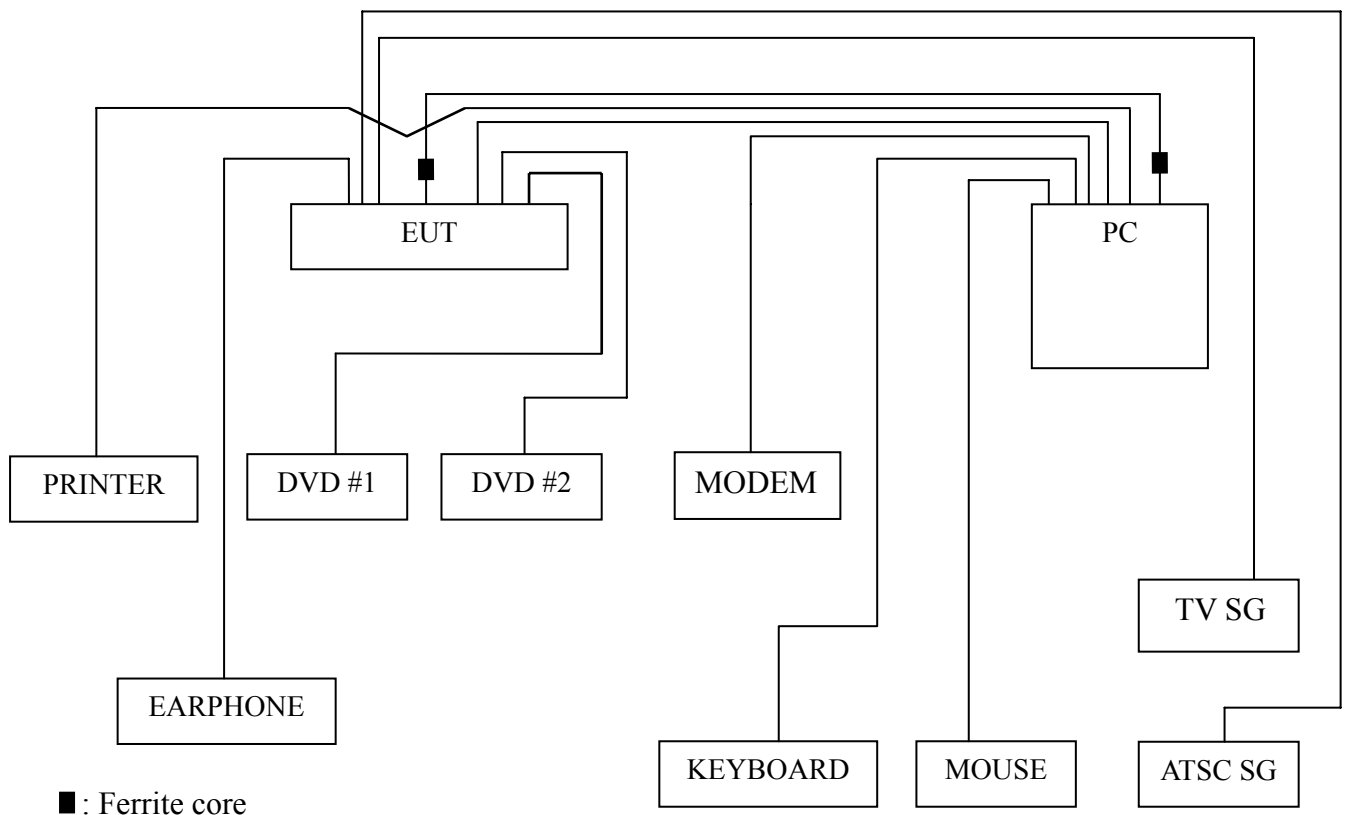 EUT
PC
PRINTER
DVD #1
DVD #2
MODEM
TV SG
EARPHONE
KEYBOARD
MOUSE
ATSC SG
: Ferrite core